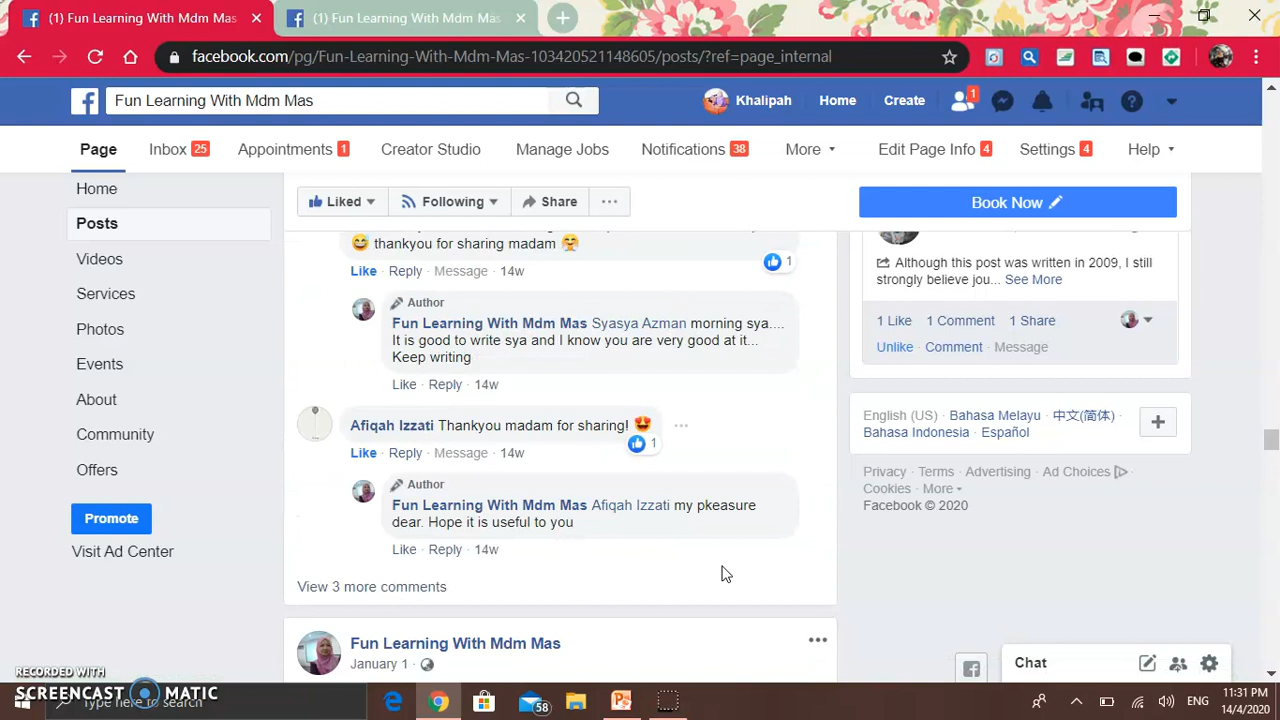 (1) Fun Learning With Mdm Mas
(1) Fun Learning With Mdm Mas
facebook.com/pg/Fun-Learning-With-Mdm-Mas-103420521148605/posts/?ref=page_internal
Fun Learning With Mdm Mas
Khalipah
Home
Create
1
Page
Inbox 25
Appointments 1
Creator Studio
Manage Jobs
Notifications 38
More
Edit Page Info 4
Settings 4
Help
Home
Posts
Videos
Services
Photos
Events
About
Community
Offers
Promote
Visit Ad Center
Liked
Following
Share
Book Now
thankyou for sharing madam
1
Like · Reply · Message · 14w
Author
Fun Learning With Mdm Mas Syasya Azman morning sya....
It is good to write sya and I know you are very good at it...
Keep writing
Like · Reply · 14w
Afiqah Izzati Thankyou madam for sharing!
1
Like · Reply · Message · 14w
Author
Fun Learning With Mdm Mas Afiqah Izzati my pkeasure
dear. Hope it is useful to you
Like · Reply · 14w
View 3 more comments
Fun Learning With Mdm Mas
January 1 ·
Although this post was written in 2009, I still
strongly believe jou... See More
1 Like 1 Comment 1 Share
Unlike · Comment · Message
English (US) · Bahasa Melayu · 中文(简体) ·
Bahasa Indonesia · Español
Privacy · Terms · Advertising · Ad Choices
Cookies · More
Facebook © 2020
Chat
RECORDED WITH
SCREENCAST MATIC
Type here to search
58
ENG
11:31 PM
14/4/2020